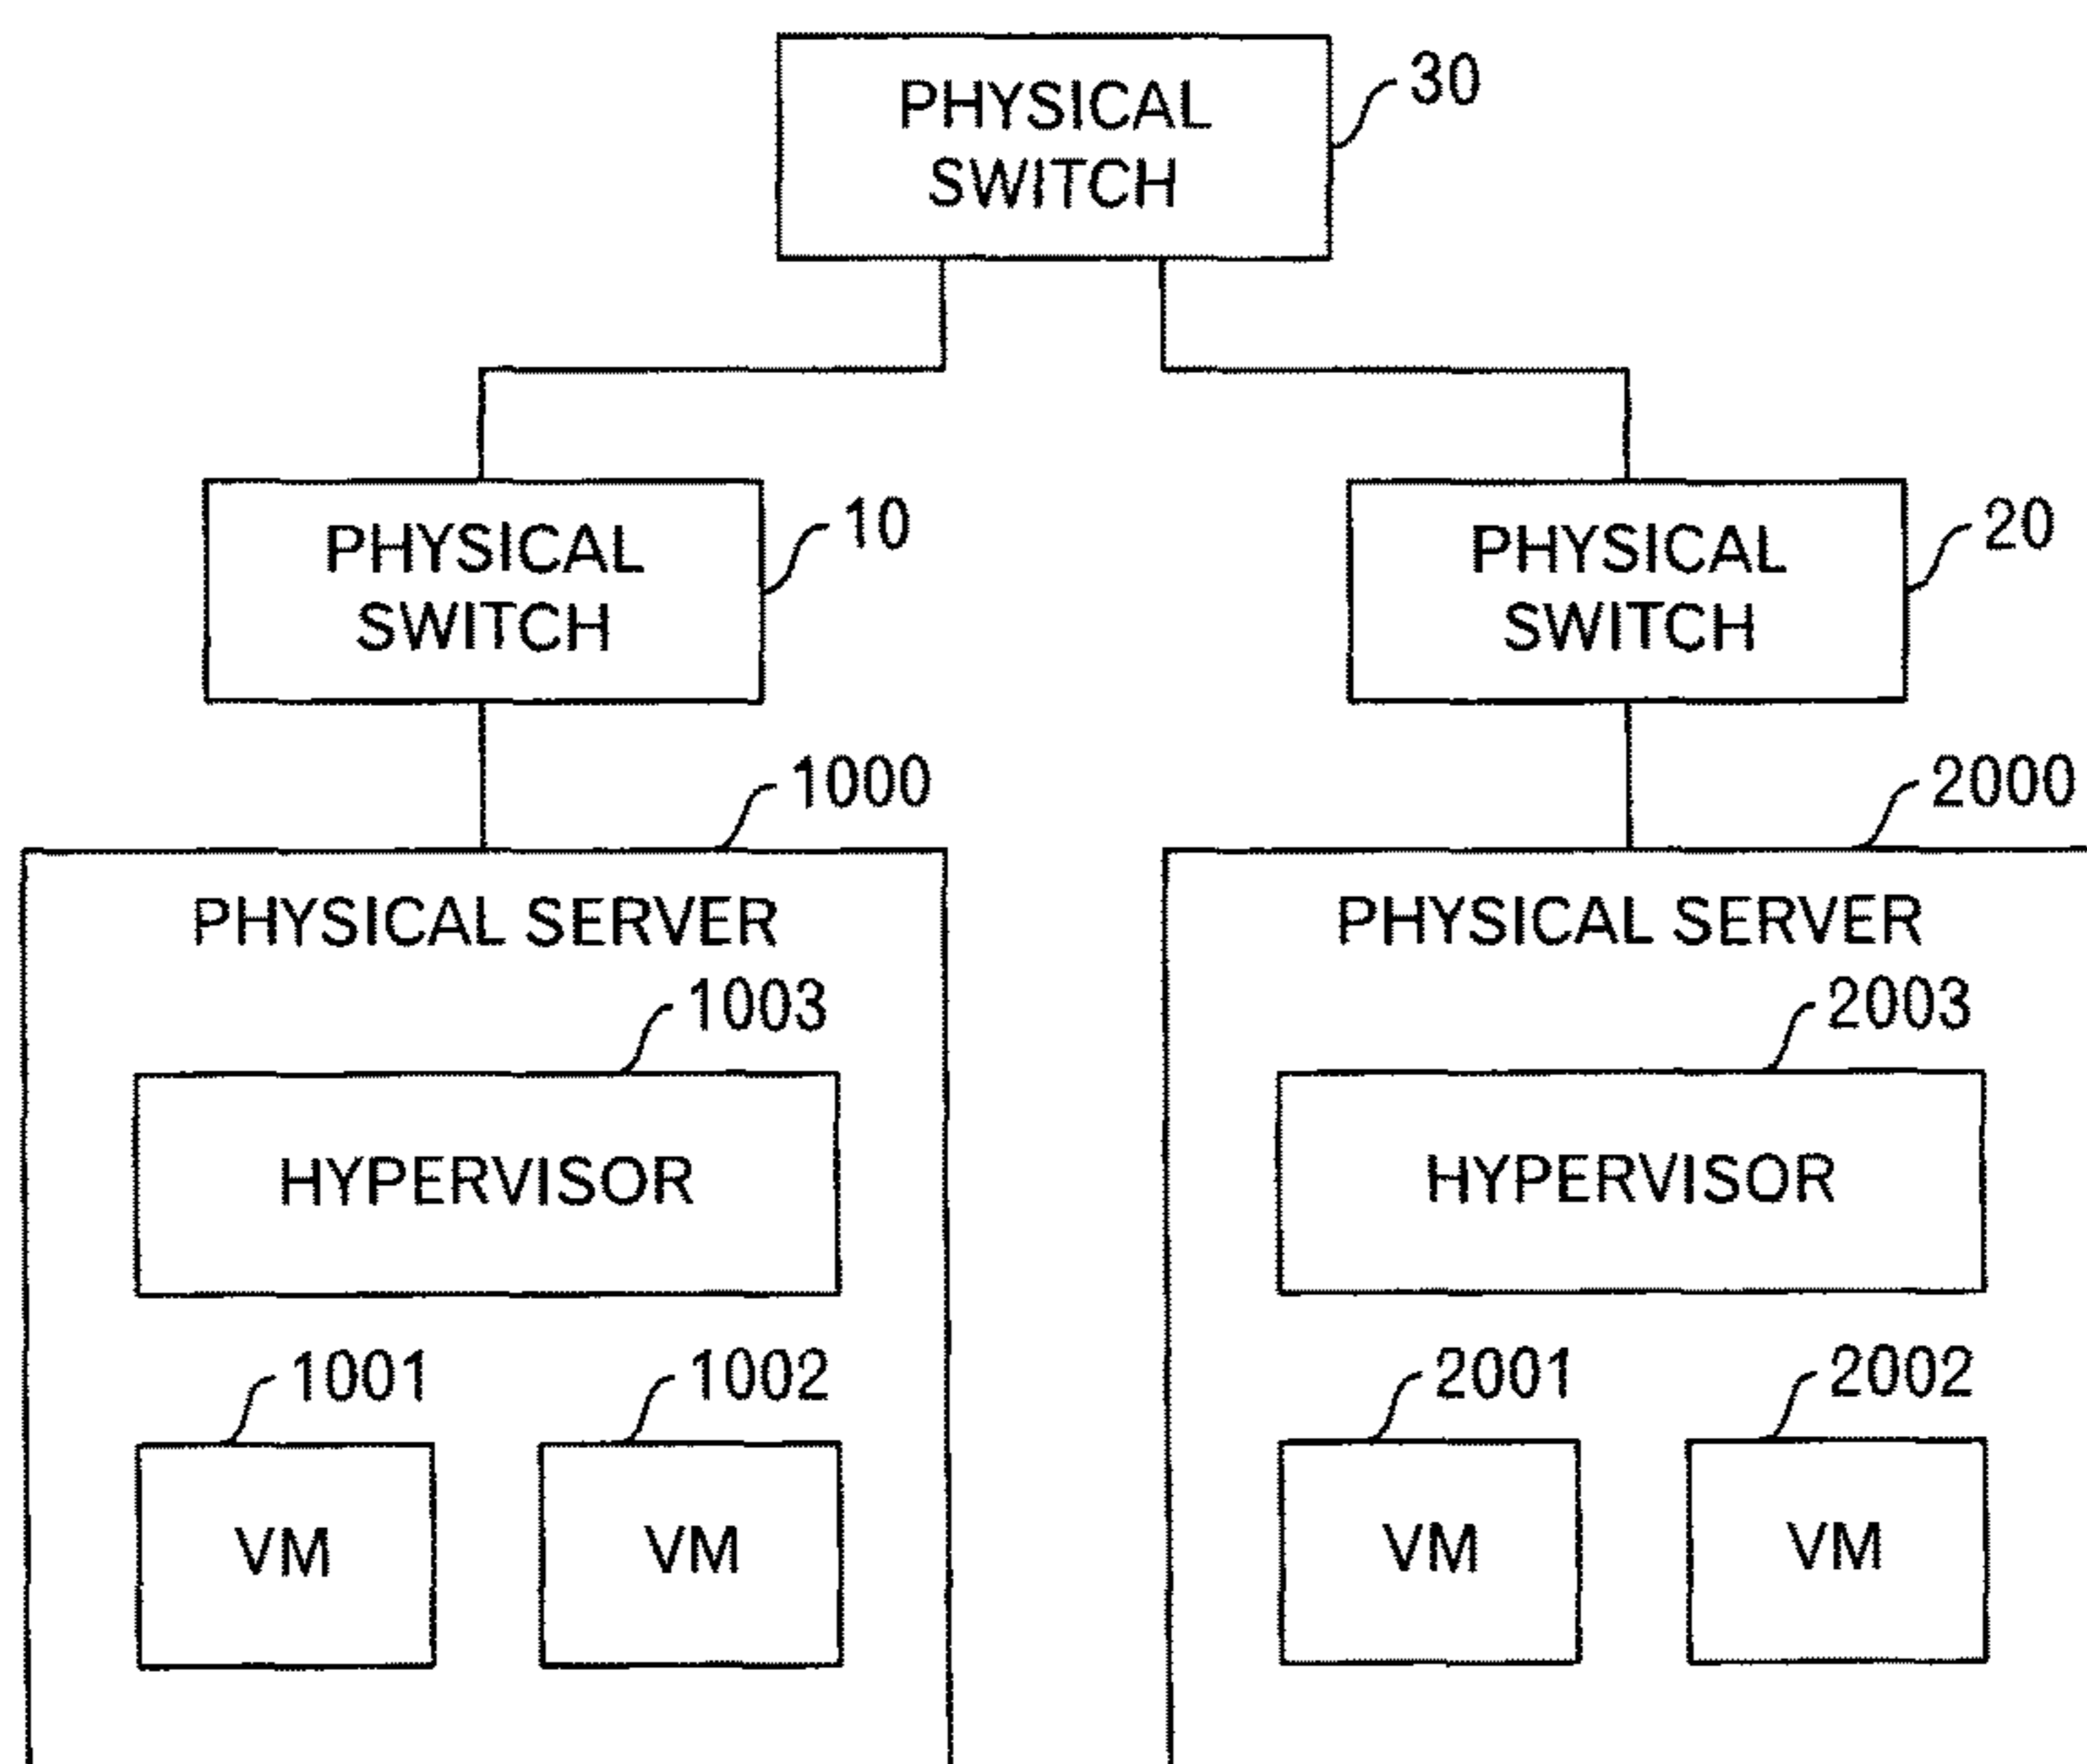 PHYSICAL
SWITCH
30
PHYSICAL
SWITCH
10
PHYSICAL
SWITCH
20
1000
PHYSICAL SERVER
1003
HYPERVISOR
1001
VM
1002
VM
2000
PHYSICAL SERVER
2003
HYPERVISOR
2001
VM
2002
VM